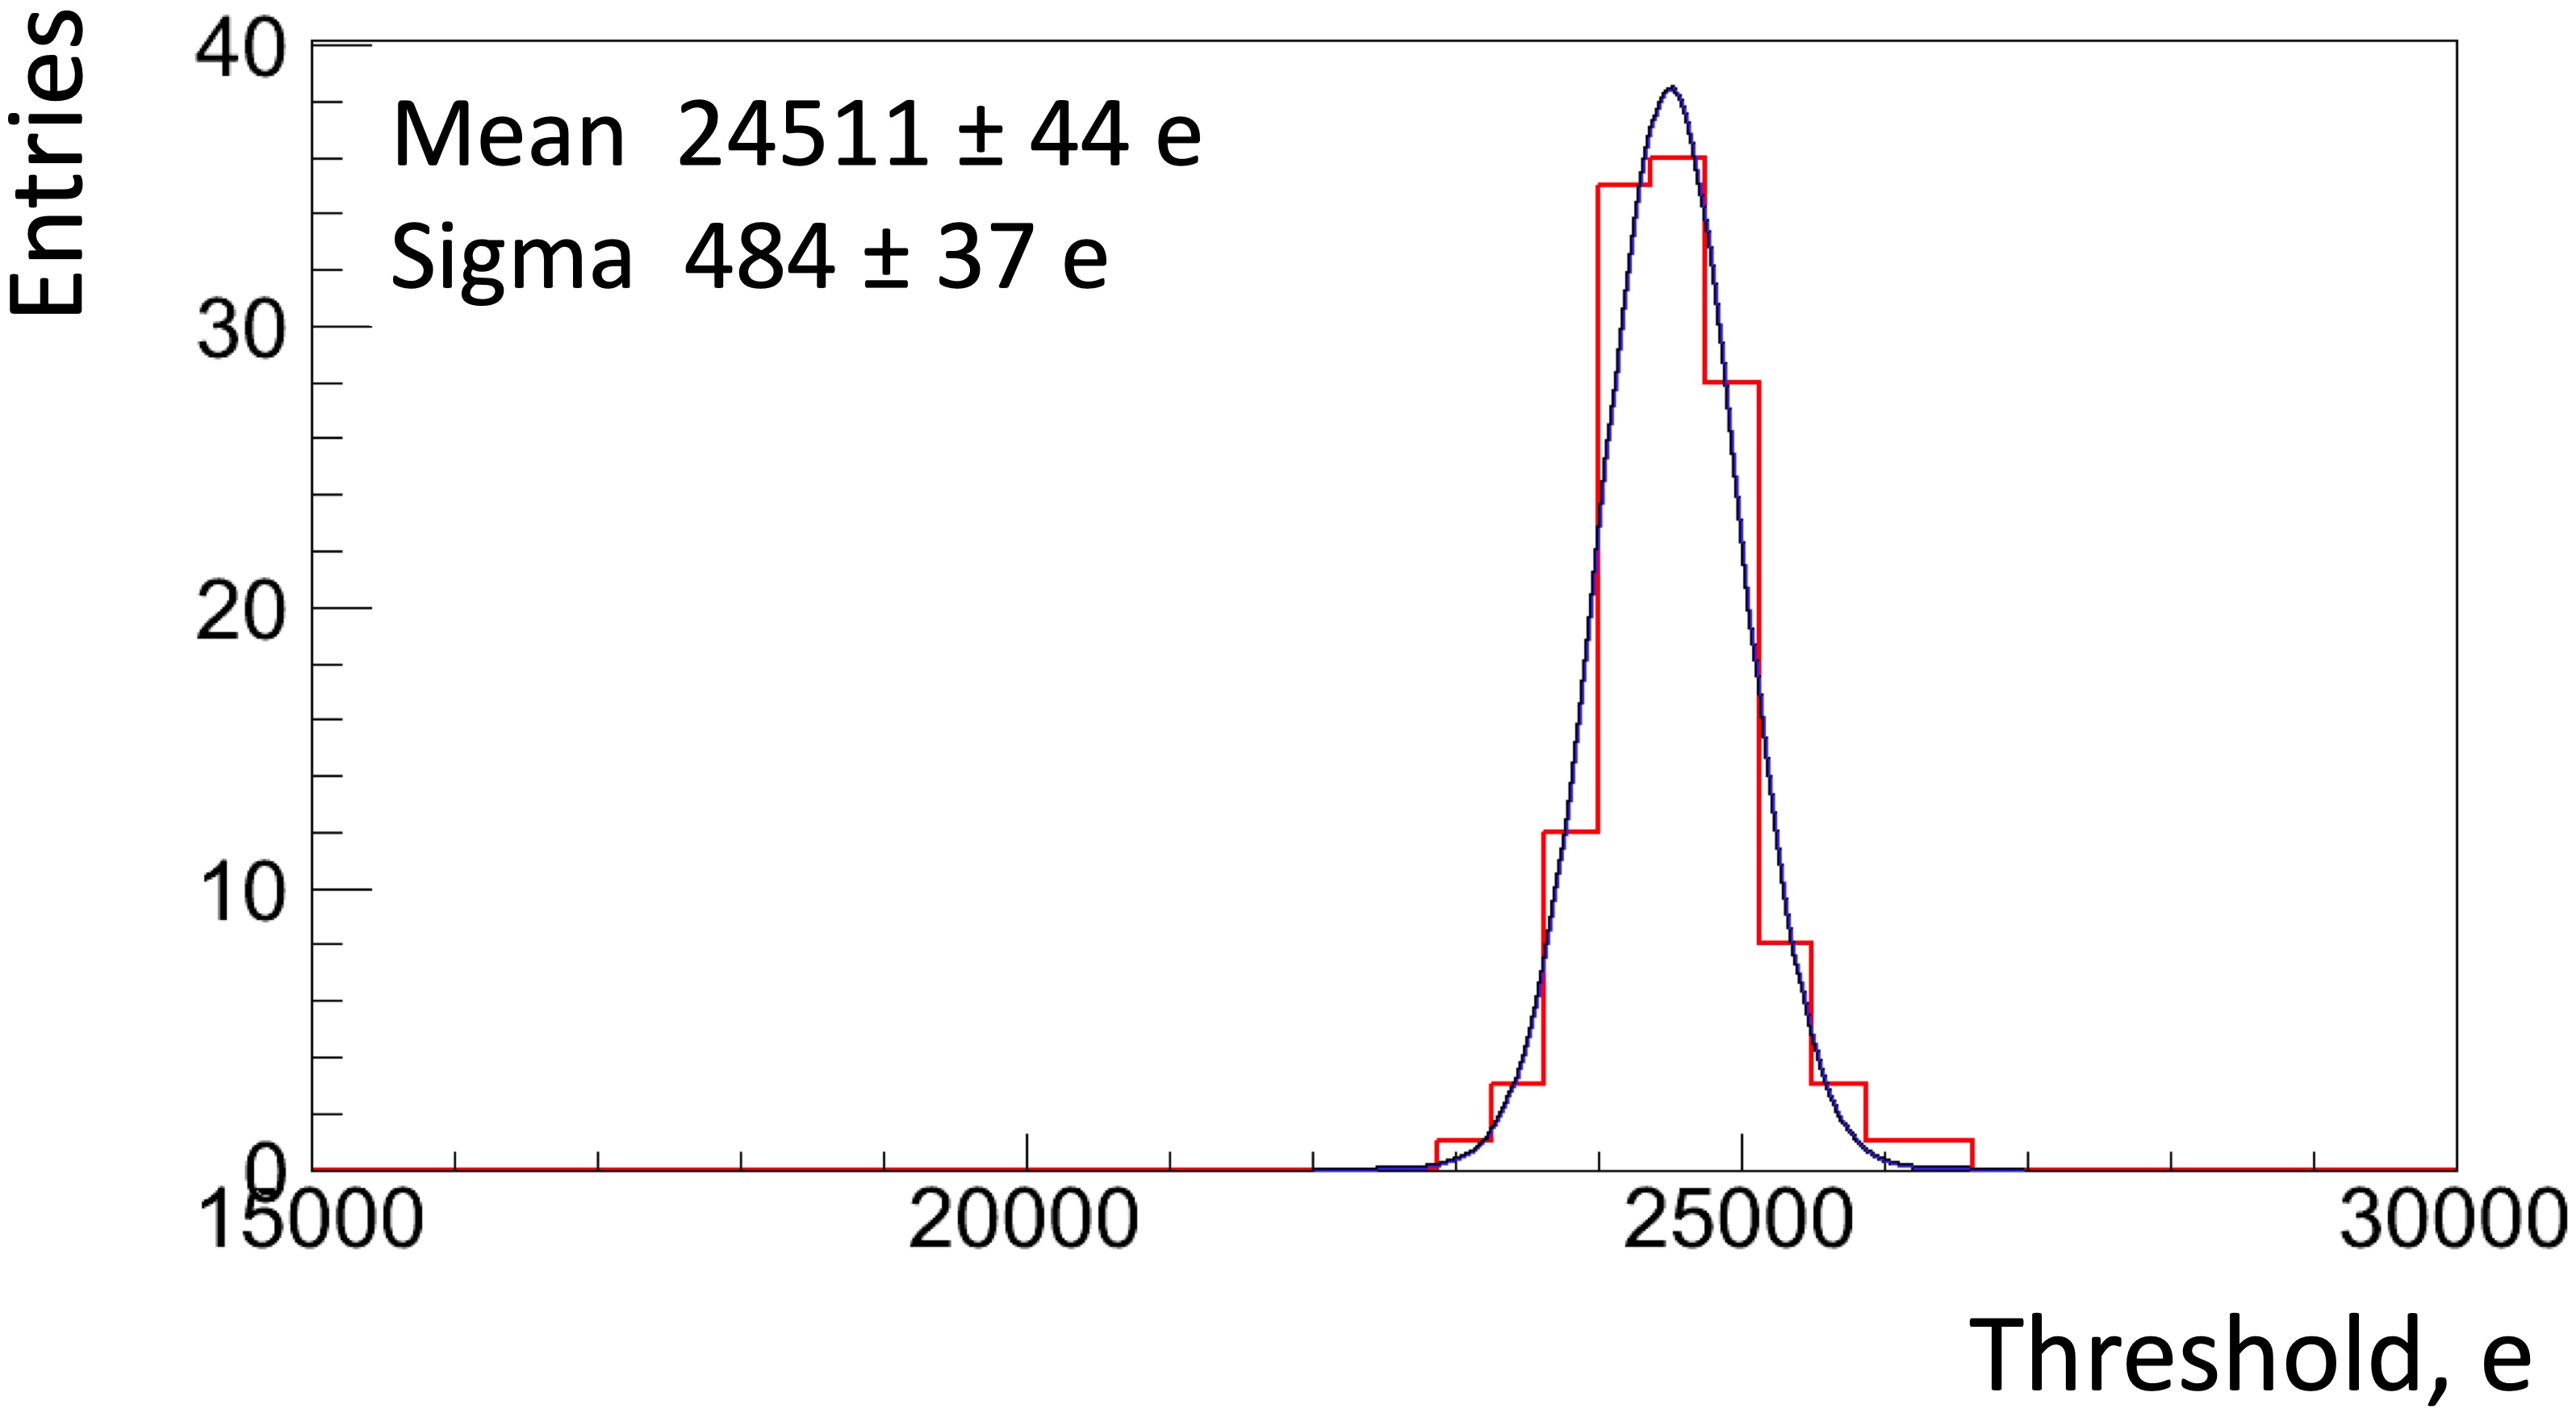 Entries
40
30
20
10
0
Mean 24511 ± 44 e
Sigma 484 ± 37 e
15000 20000 25000 30000
Threshold, e